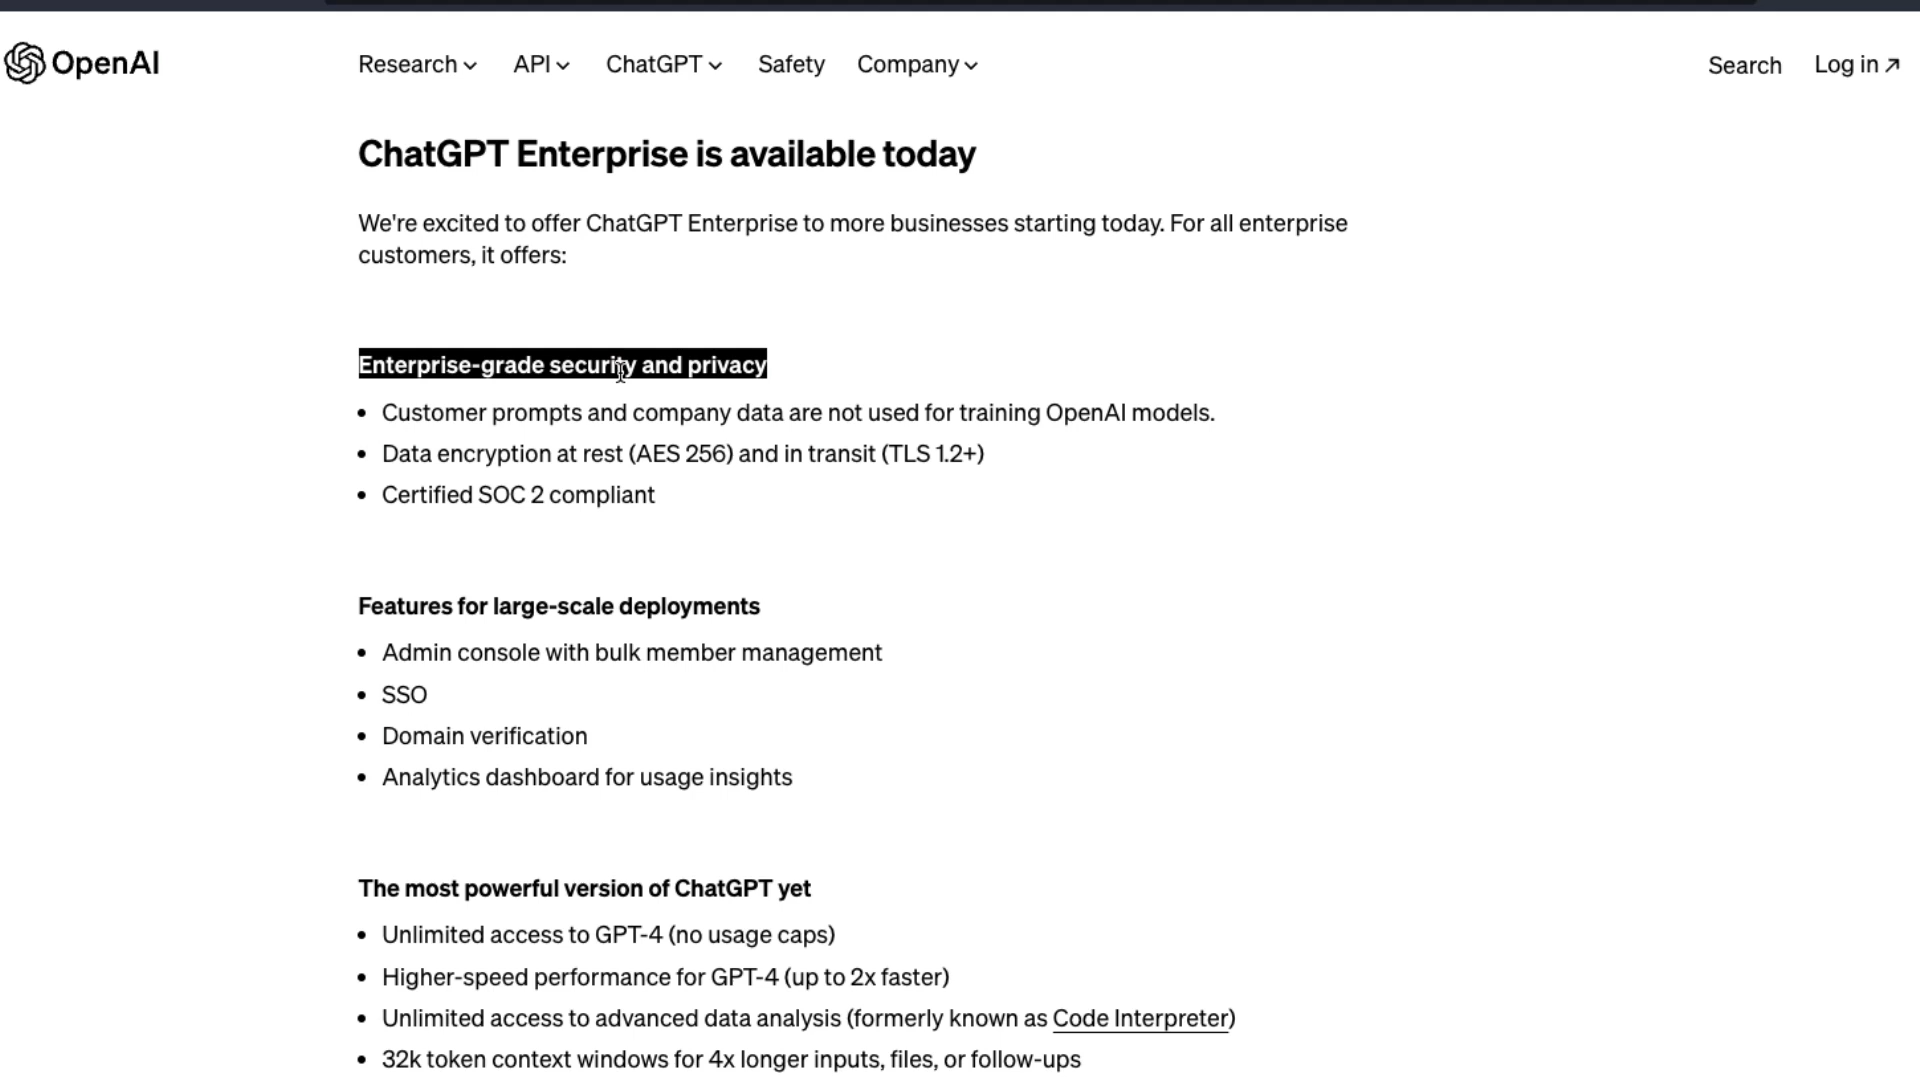 OpenAI
Research API ChatGPT Safety Company
Search Log in ↗
ChatGPT Enterprise is available today
We're excited to offer ChatGPT Enterprise to more businesses starting today. For all enterprise
customers, it offers:
Enterprise-grade security and privacy
• Customer prompts and company data are not used for training OpenAI models.
• Data encryption at rest (AES 256) and in transit (TLS 1.2+)
• Certified SOC 2 compliant
Features for large-scale deployments
• Admin console with bulk member management
• SSO
• Domain verification
• Analytics dashboard for usage insights
The most powerful version of ChatGPT yet
• Unlimited access to GPT-4 (no usage caps)
• Higher-speed performance for GPT-4 (up to 2x faster)
• Unlimited access to advanced data analysis (formerly known as Code Interpreter)
• 32k token context windows for 4x longer inputs, files, or follow-ups